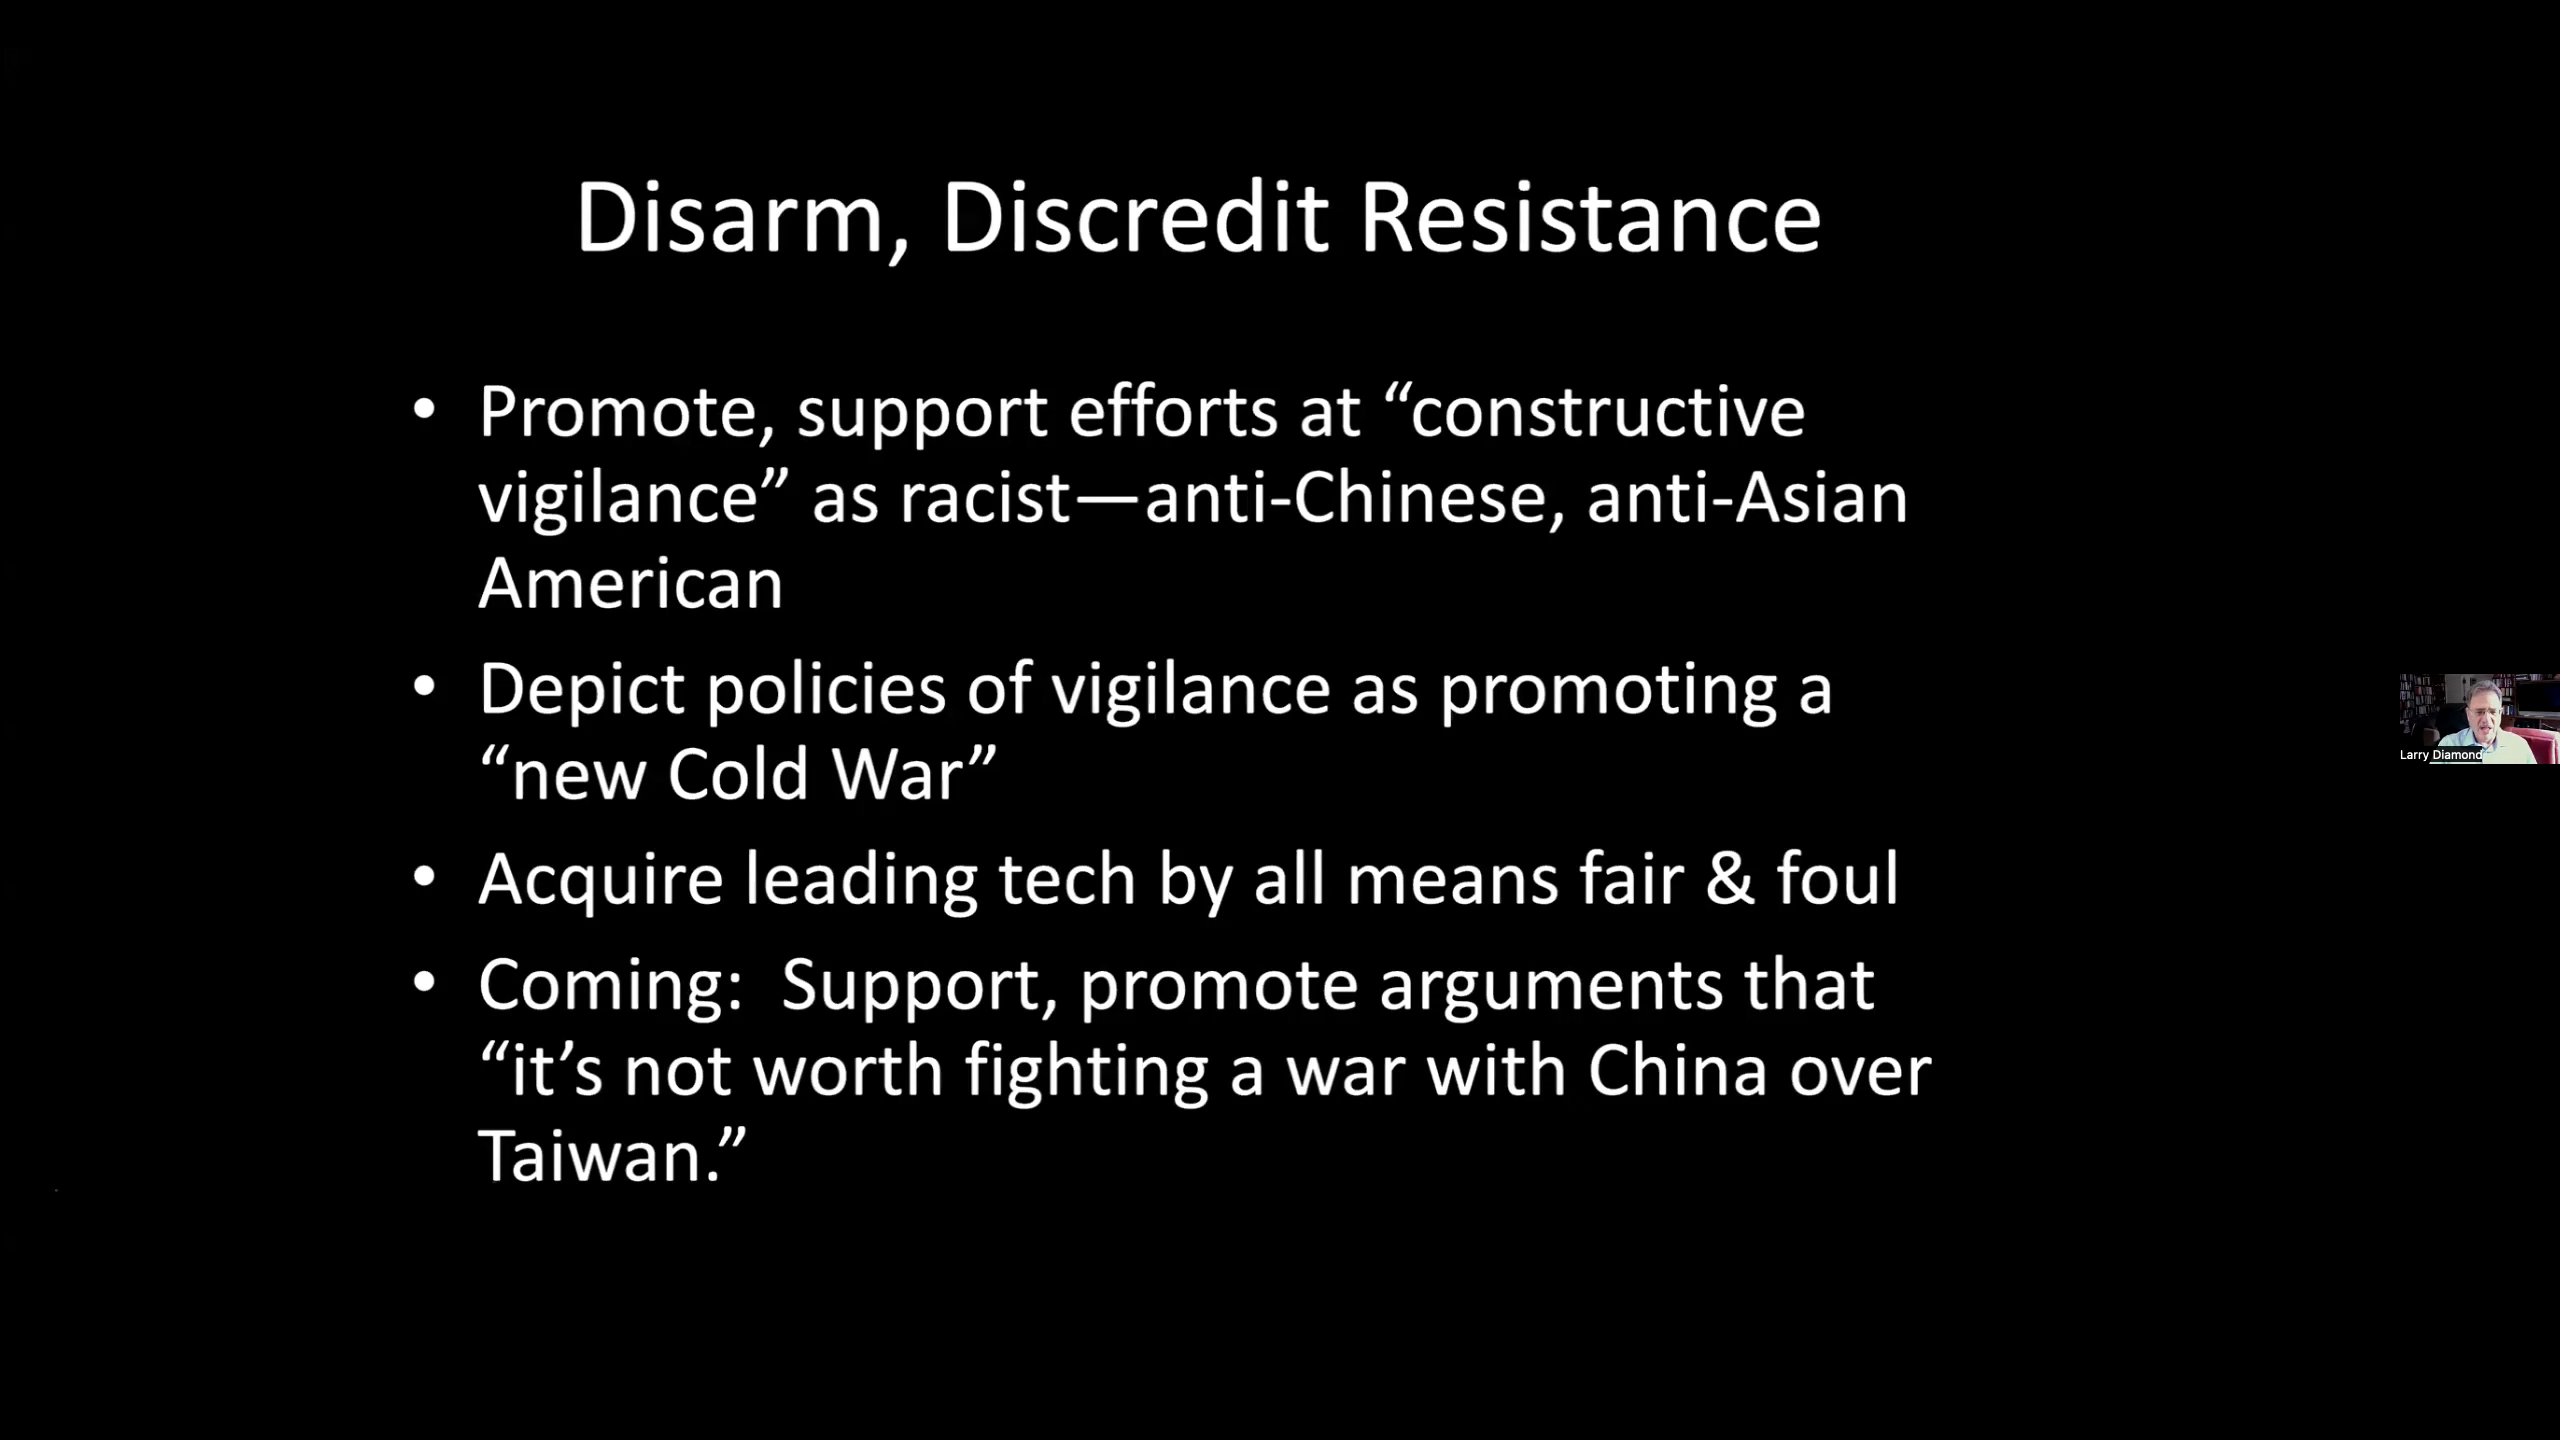 Disarm, Discredit Resistance
• Promote, support efforts at “constructive
vigilance” as racist—anti-Chinese, anti-Asian
American
• Depict policies of vigilance as promoting a
“new Cold War”
• Acquire leading tech by all means fair & foul
• Coming:  Support, promote arguments that
“it’s not worth fighting a war with China over
Taiwan.”
Larry Diamond